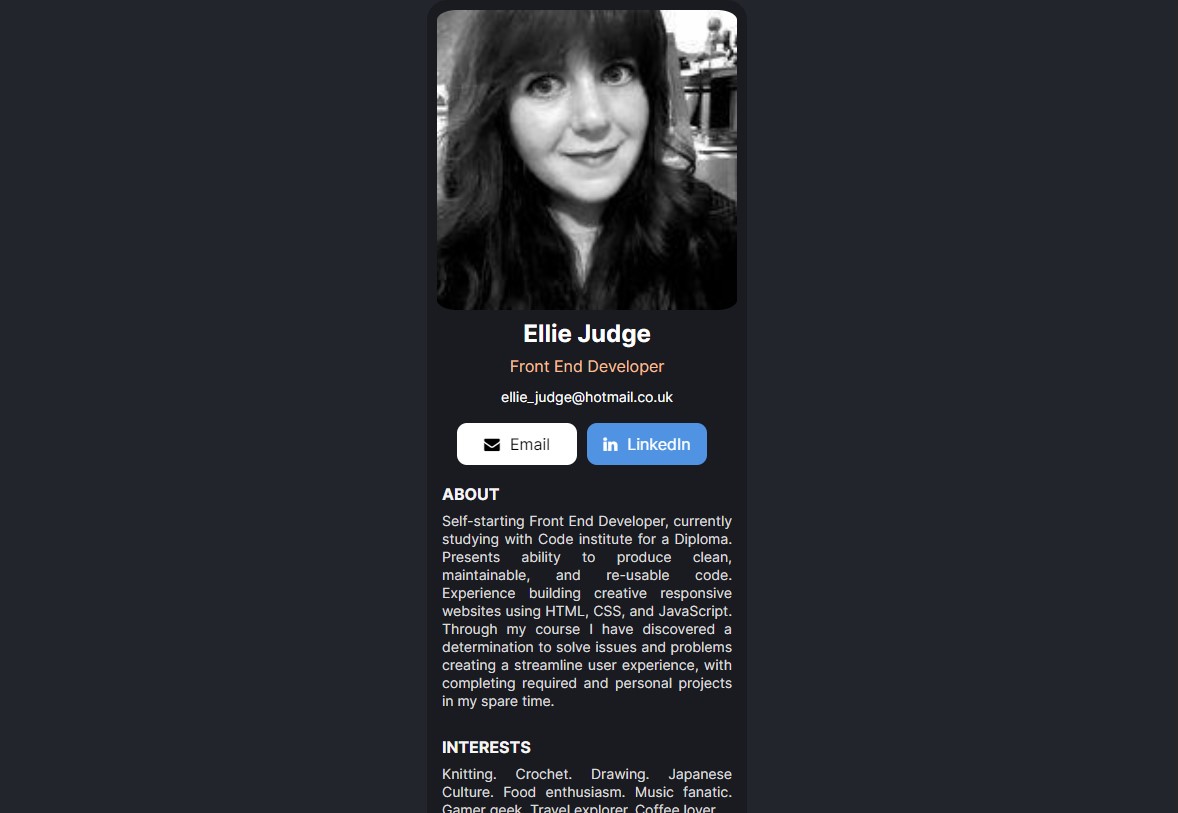 Ellie Judge
Front End Developer
ellie_judge@hotmail.co.uk
Email
LinkedIn
ABOUT
Self-starting Front End Developer, currently
studying with Code institute for a Diploma.
Presents ability to produce clean,
maintainable, and re-usable code.
Experience building creative responsive
websites using HTML, CSS, and JavaScript.
Through my course I have discovered a
determination to solve issues and problems
creating a streamline user experience, with
completing required and personal projects
in my spare time.
INTERESTS
Knitting. Crochet. Drawing. Japanese
Culture. Food enthusiasm. Music fanatic.
Gamer geek. Travel explorer. Coffee lover.